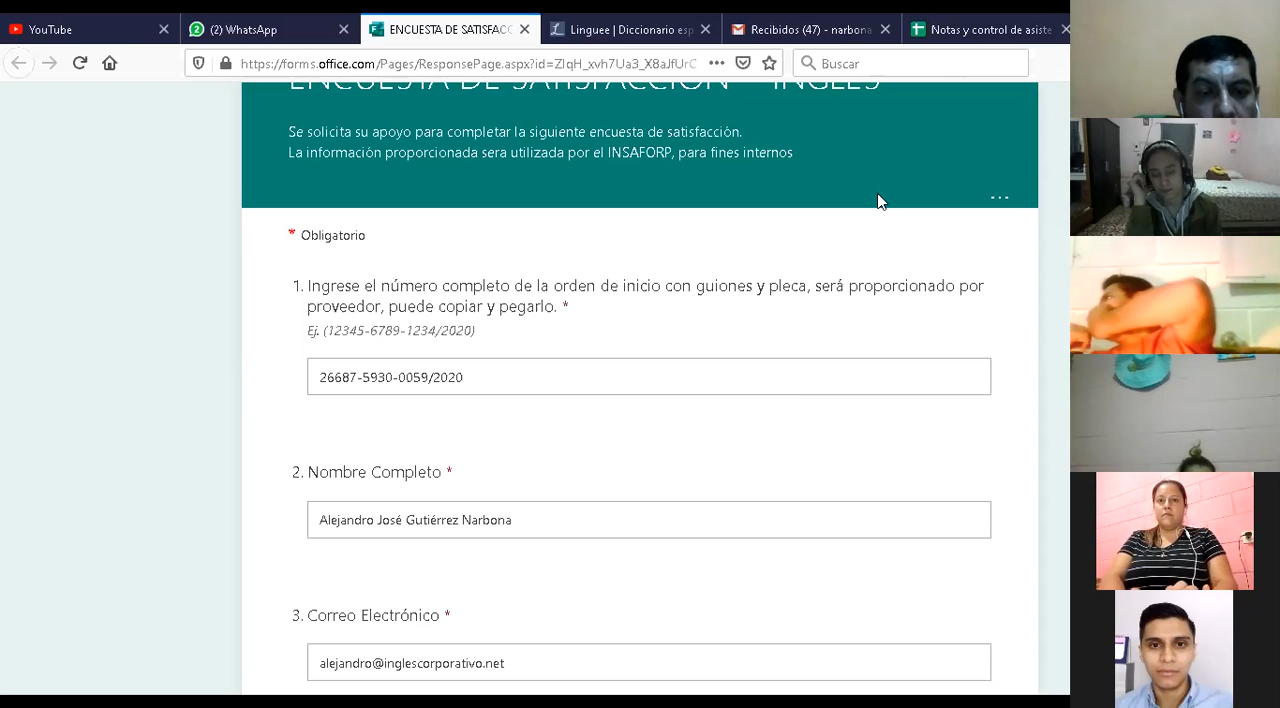 YouTube
(2) WhatsApp
ENCUESTA DE SATISFACC
Linguee | Diccionario esp
Recibidos (47) - narbona
Notas y control de asiste
https://forms.office.com/Pages/ResponsePage.aspx?id=
Buscar
ENCUESTA DE SATISFACCIÓN - INGLÉS
Se solicita su apoyo para completar la siguiente encuesta de satisfacción.
La información proporcionada sera utilizada por el INSAFORP, para fines internos
* Obligatorio
1. Ingrese el número completo de la orden de inicio con guiones y pleca, será proporcionado por
proveedor, puede copiar y pegarlo. *
Ej. (12345-6789-1234/2020)
26687-5930-0059/2020
2. Nombre Completo *
Alejandro José Gutiérrez Narbona
3. Correo Electrónico *
alejandro@inglescorporativo.net